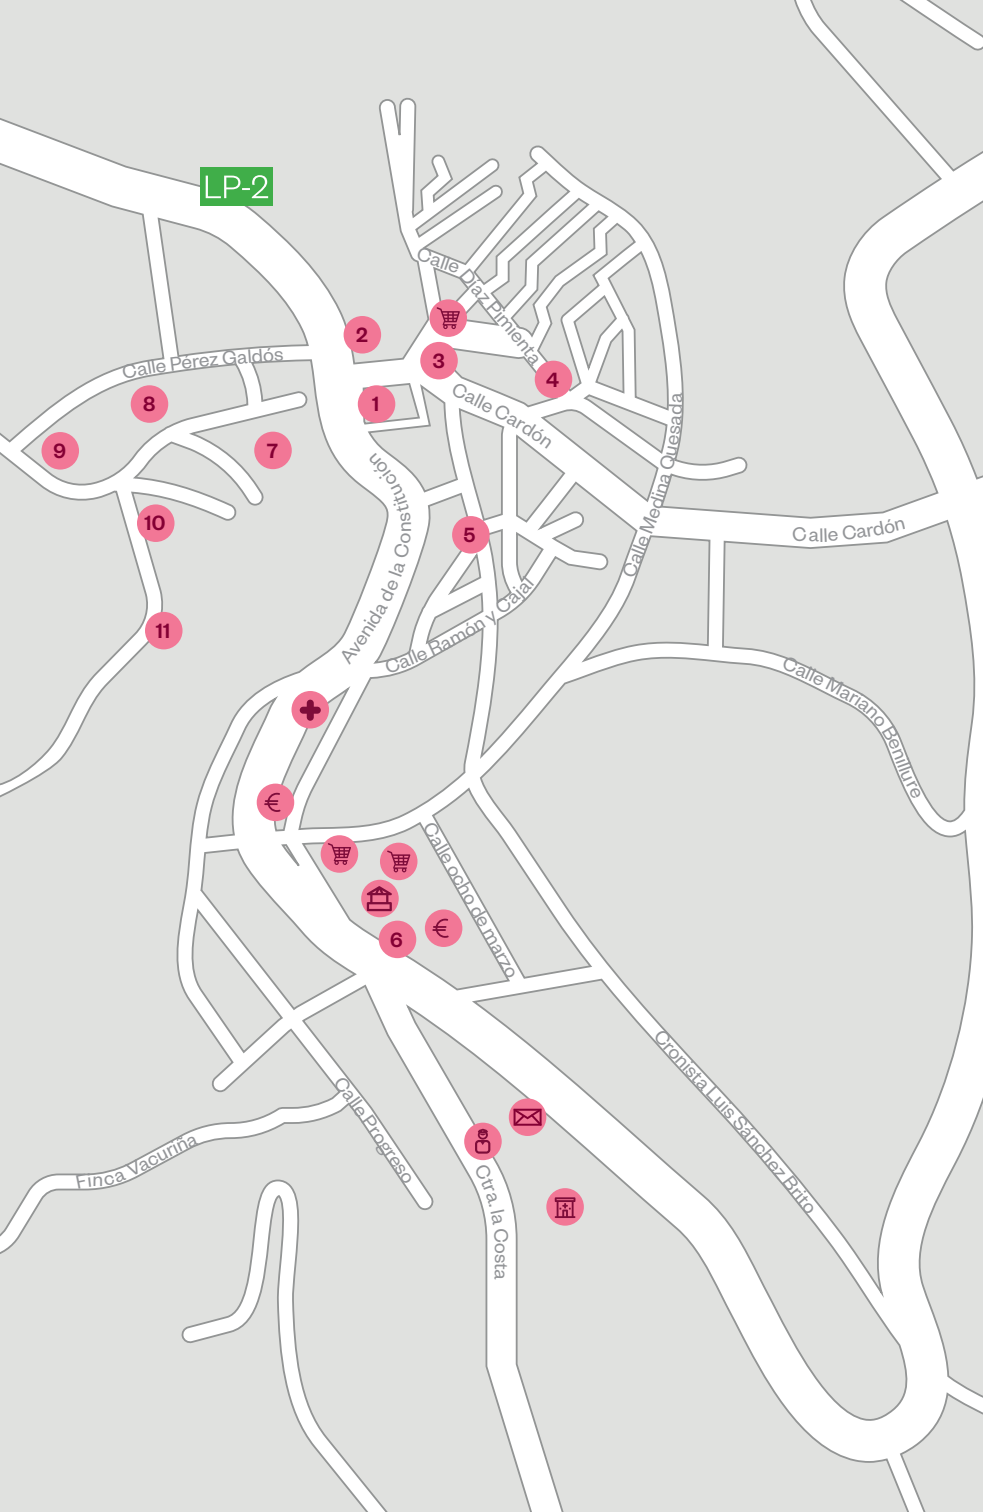 LP-2
Calle Díaz Pimienta
2
Calle Pérez Galdós
3
4
8
1
Calle Cardón
Calle Medina Quesada
9
7
Avenida de la Constitución
10
5
Calle Cardón
11
Calle Ramón y Cajal
Calle Mariano Benillure
€
Calle ocho de marzo
6
€
Cronista Luis Sánchez Brito
Calle Progreso
Finca Vacuriña
Ctra. la Costa